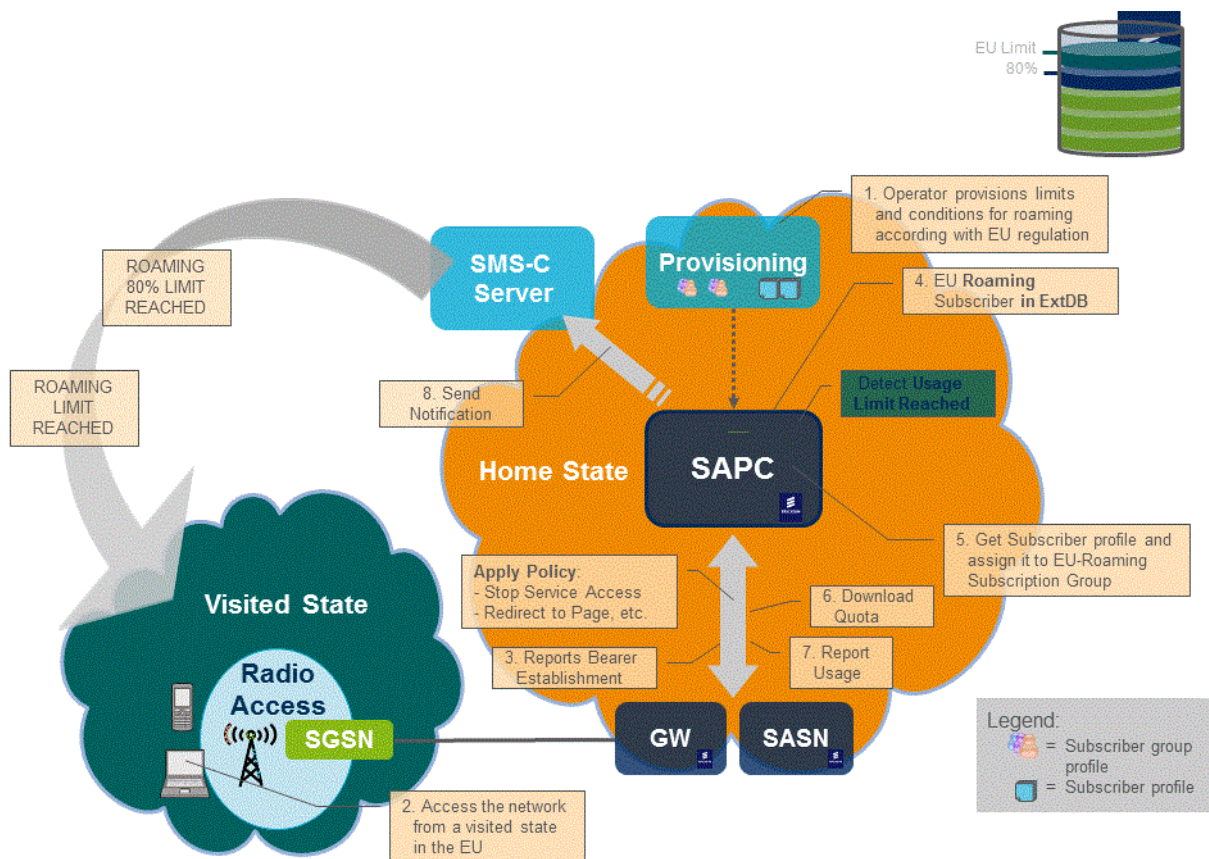 EU Limit
80%
1. Operator provisions limits
and conditions for roaming
according with EU regulation
ROAMING
80% LIMIT
REACHED
SMS-C
Server
Provisioning
4. EU Roaming
Subscriber in ExtDB
ROAMING
LIMIT
REACHED
8. Send
Notification
Detect Usage
Limit Reached
Home State
SAPC
ERICSSON
5. Get Subscriber profile and
assign it to EU-Roaming
Subscription Group
Apply Policy:
- Stop Service Access
- Redirect to Page, etc.
6. Download
Quota
3. Reports Bearer
Establishment
7. Report
Usage
Visited State
Radio
Access
SGSN
GW
SASN
2. Access the network
from a visited state
in the EU
Legend:
= Subscriber group
profile
= Subscriber profile